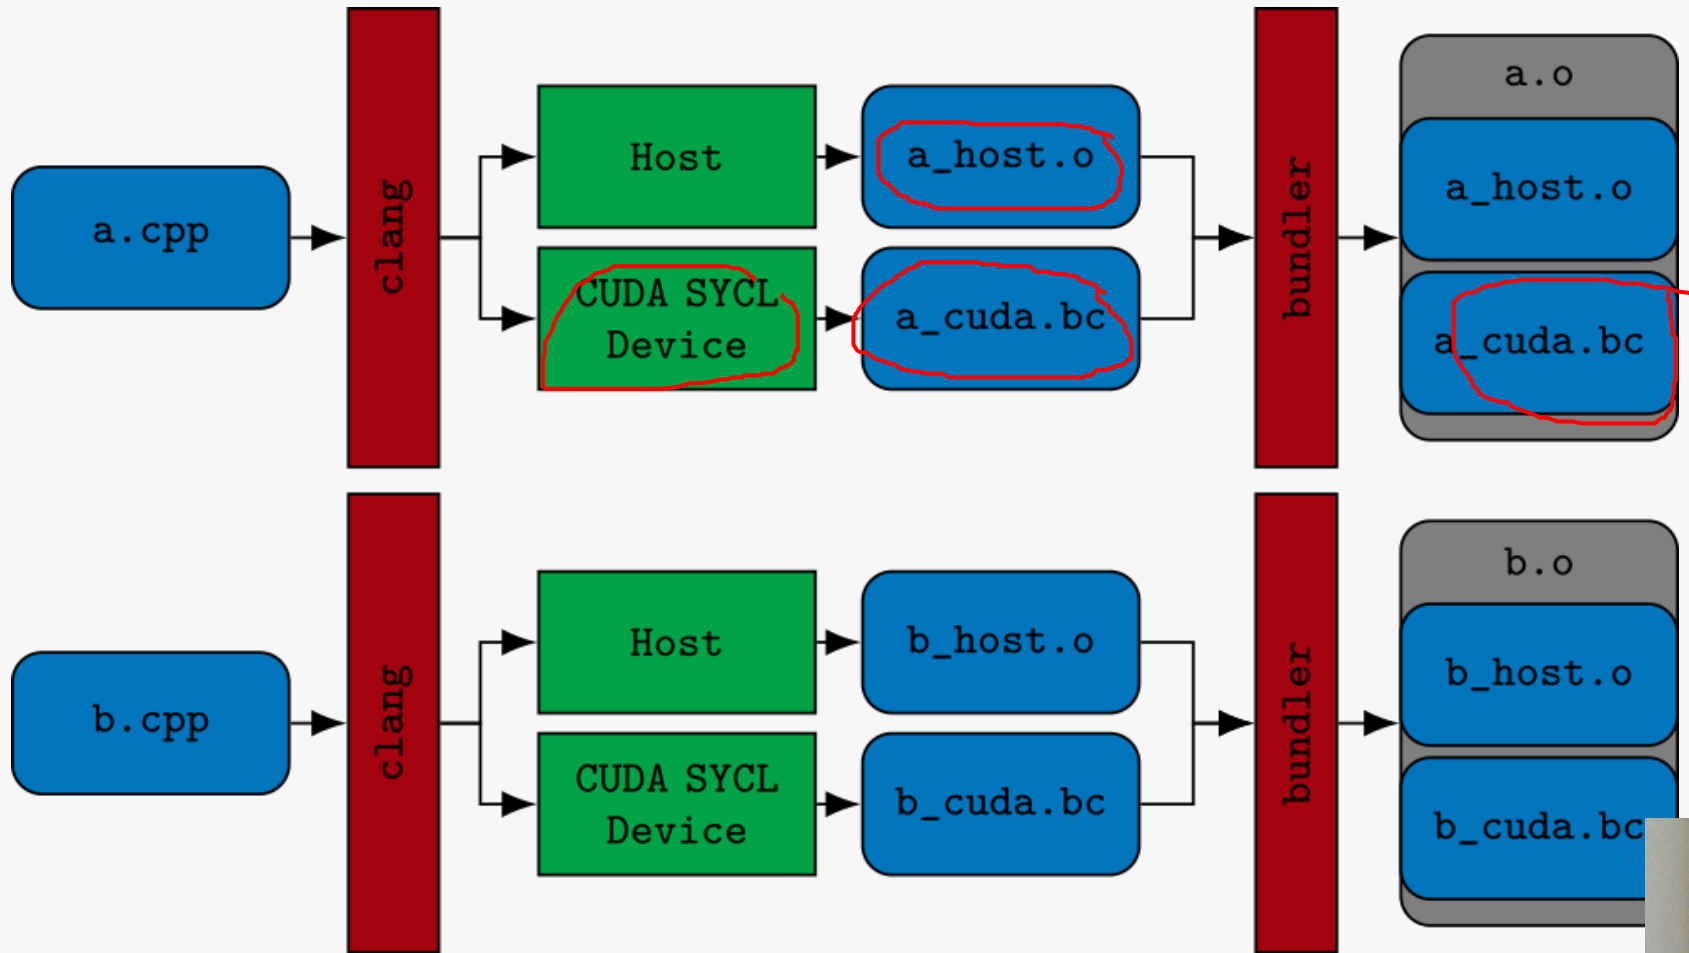 a.cpp
clang
Host
CUDA SYCL
Device
a_host.o
a_cuda.bc
bundler
a.o
a_host.o
a_cuda.bc
b.cpp
clang
Host
CUDA SYCL
Device
b_host.o
b_cuda.bc
bundler
b.o
b_host.o
b_cuda.bc